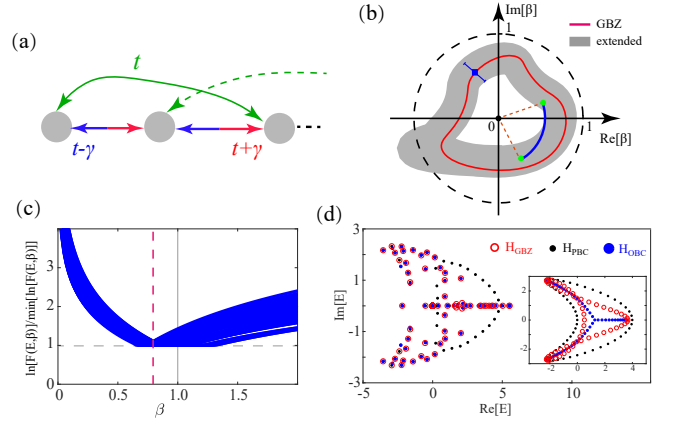 (a)
t
t-γ
t+γ
(b)
Im[β]
1
GBZ
extended
0
1
Re[β]
(c)
ln[F(E,β)]/min[ln[F(E,β)]]
3
2
1
0
0.5
1.0
1.5
β
(d)
3
H_GBZ
H_PBC
H_OBC
Im[E]
1
-1
-3
-5
0
5
10
Re[E]
2
0
-2
-2
0
2
4